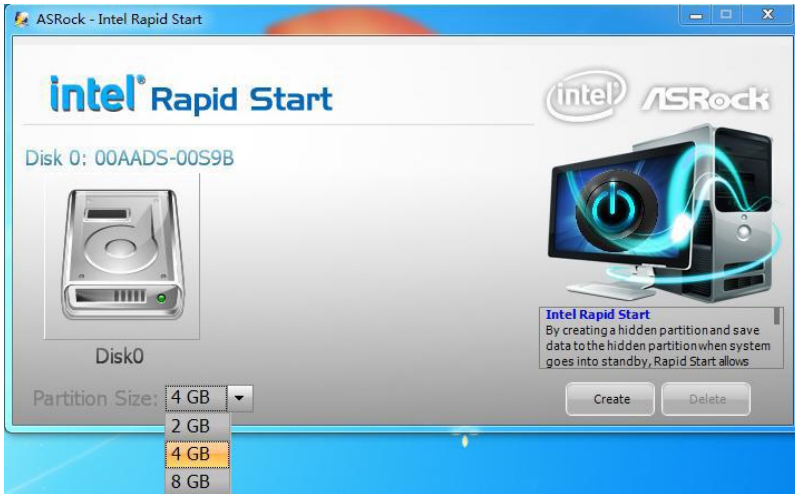 ASRock - Intel Rapid Start
intel® Rapid Start
intel ASRock
Disk 0: 00AADS-00S9B
Disk0
Intel Rapid Start
By creating a hidden partition and save
data to the hidden partition when system
goes into standby, Rapid Start allows
Partition Size: 4 GB
2 GB
4 GB
8 GB
Create
Delete